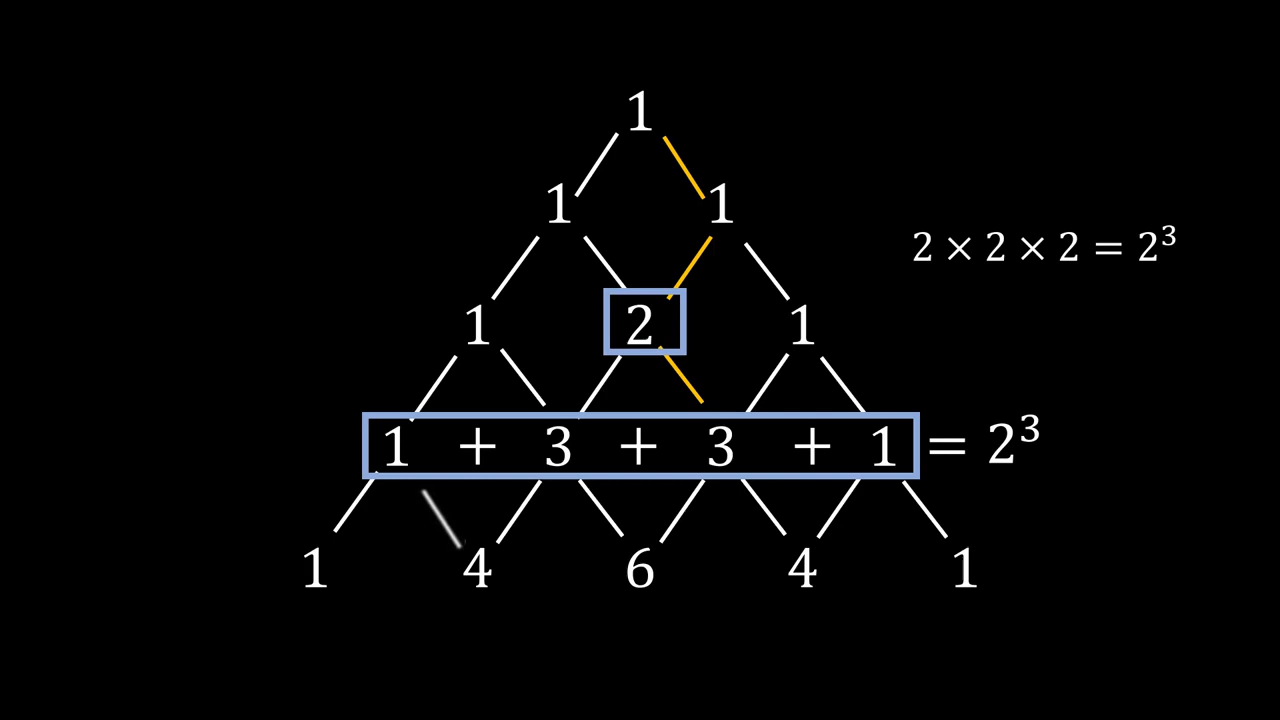 1
1 1
2 × 2 × 2 = 2³
1 2 1
1 + 3 + 3 + 1 = 2³
1 4 6 4 1